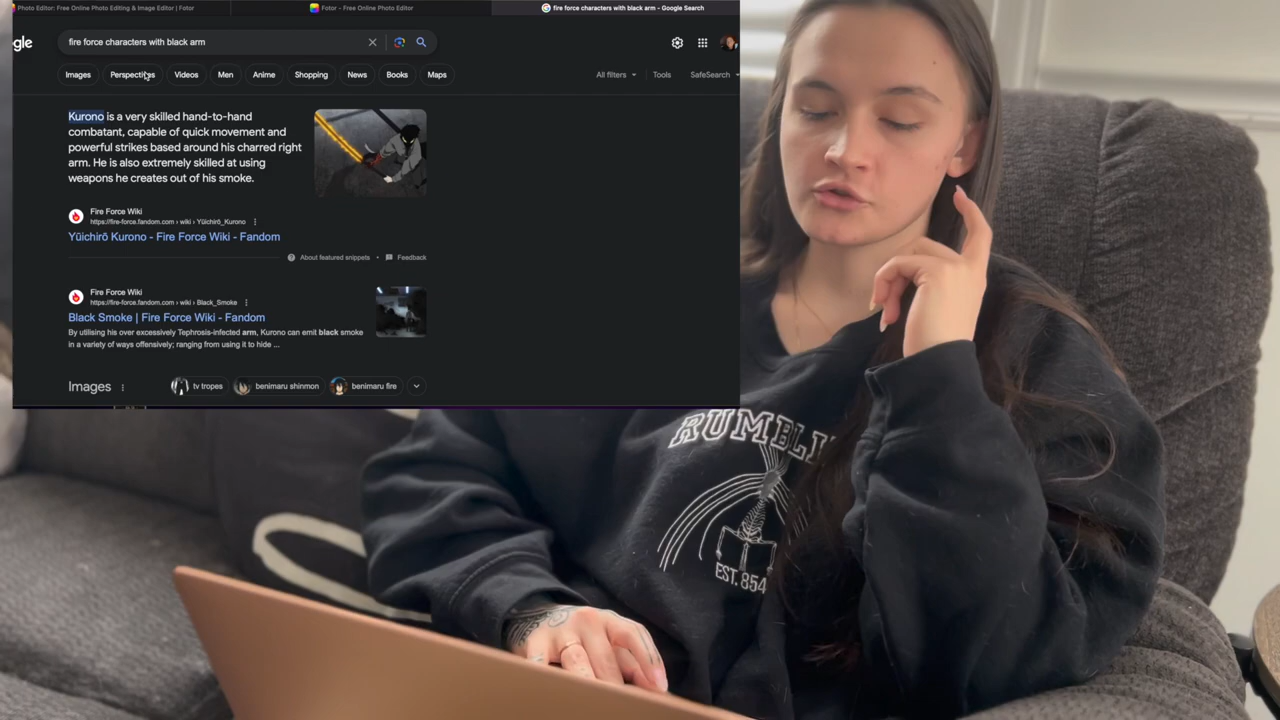 Photo Editor: Free Online Photo Editing & Image Editor | Fotor
Fotor - Free Online Photo Editor
fire force characters with black arm - Google Search
gle
fire force characters with black arm
Images
Perspectives
Videos
Men
Anime
Shopping
News
Books
Maps
All filters
Tools
SafeSearch
Kurono is a very skilled hand-to-hand
combatant, capable of quick movement and
powerful strikes based around his charred right
arm. He is also extremely skilled at using
weapons he creates out of his smoke.
Fire Force Wiki
https://fire-force.fandom.com › wiki › Yūichirō_Kurono
Yūichirō Kurono - Fire Force Wiki - Fandom
About featured snippets
•
Feedback
Fire Force Wiki
https://fire-force.fandom.com › wiki › Black_Smoke
Black Smoke | Fire Force Wiki - Fandom
By utilising his over excessively Tephrosis-infected arm, Kurono can emit black smoke
in a variety of ways offensively; ranging from using it to hide ...
Images
tv tropes
benimaru shinmon
benimaru fire
RUMBLI
EST. 854